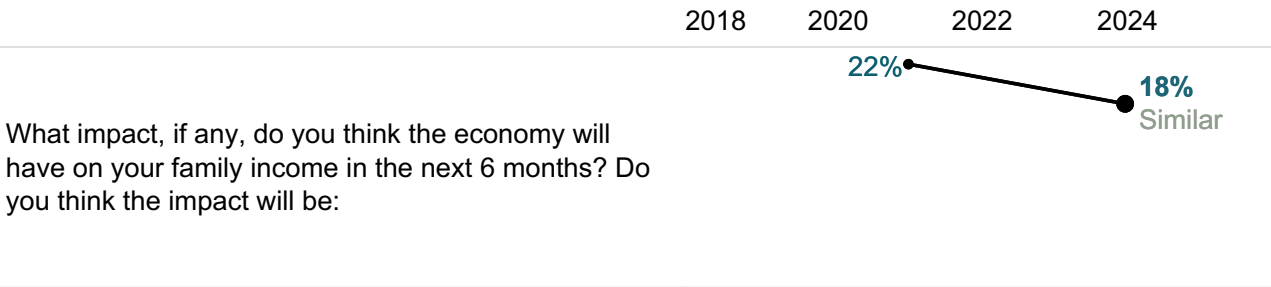 2018 2020 2022 2024
22%
18%
Similar
What impact, if any, do you think the economy will
have on your family income in the next 6 months? Do
you think the impact will be: